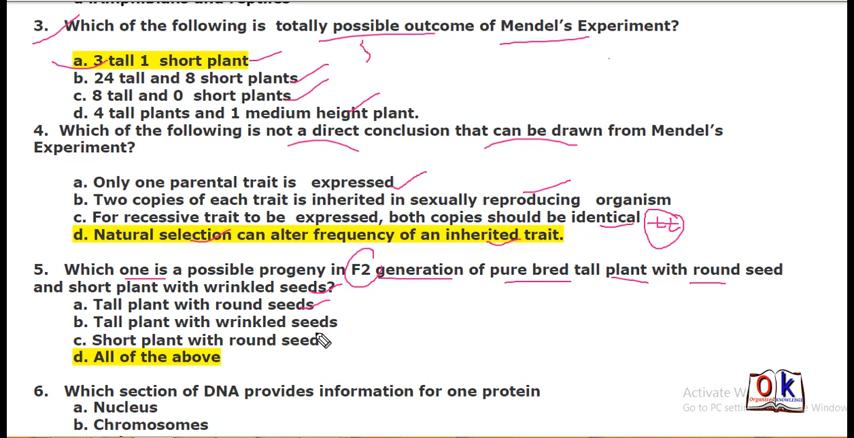 3. Which of the following is totally possible outcome of Mendel's Experiment?
a. 3 tall 1 short plant
b. 24 tall and 8 short plants
c. 8 tall and 0 short plants
d. 4 tall plants and 1 medium height plant.
4. Which of the following is not a direct conclusion that can be drawn from Mendel's
Experiment?
a. Only one parental trait is expressed
b. Two copies of each trait is inherited in sexually reproducing organism
c. For recessive trait to be expressed, both copies should be identical tt
d. Natural selection can alter frequency of an inherited trait.
5. Which one is a possible progeny in F2 generation of pure bred tall plant with round seed
and short plant with wrinkled seeds?
a. Tall plant with round seeds
b. Tall plant with wrinkled seeds
c. Short plant with round seed
d. All of the above
6. Which section of DNA provides information for one protein
a. Nucleus
b. Chromosomes
Activate W
Go to PC setti Window
Ok
Organized KNOWLEDGE